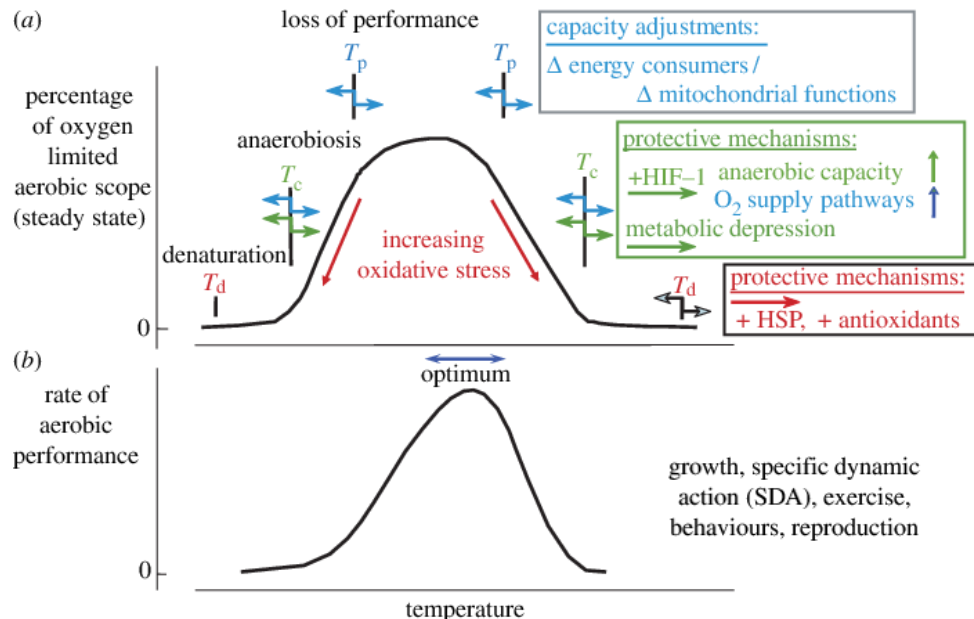 (a)
loss of performance
Tp
Tp
capacity adjustments:
Δ energy consumers /
Δ mitochondrial functions
percentage
of oxygen
limited
aerobic scope
(steady state)
anaerobiosis
Tc
Tc
protective mechanisms:
+HIF–1
anaerobic capacity
O2 supply pathways
metabolic depression
denaturation
increasing
oxidative stress
Td
Td
protective mechanisms:
+ HSP, + antioxidants
0
(b)
optimum
rate of
aerobic
performance
growth, specific dynamic
action (SDA), exercise,
behaviours, reproduction
0
temperature